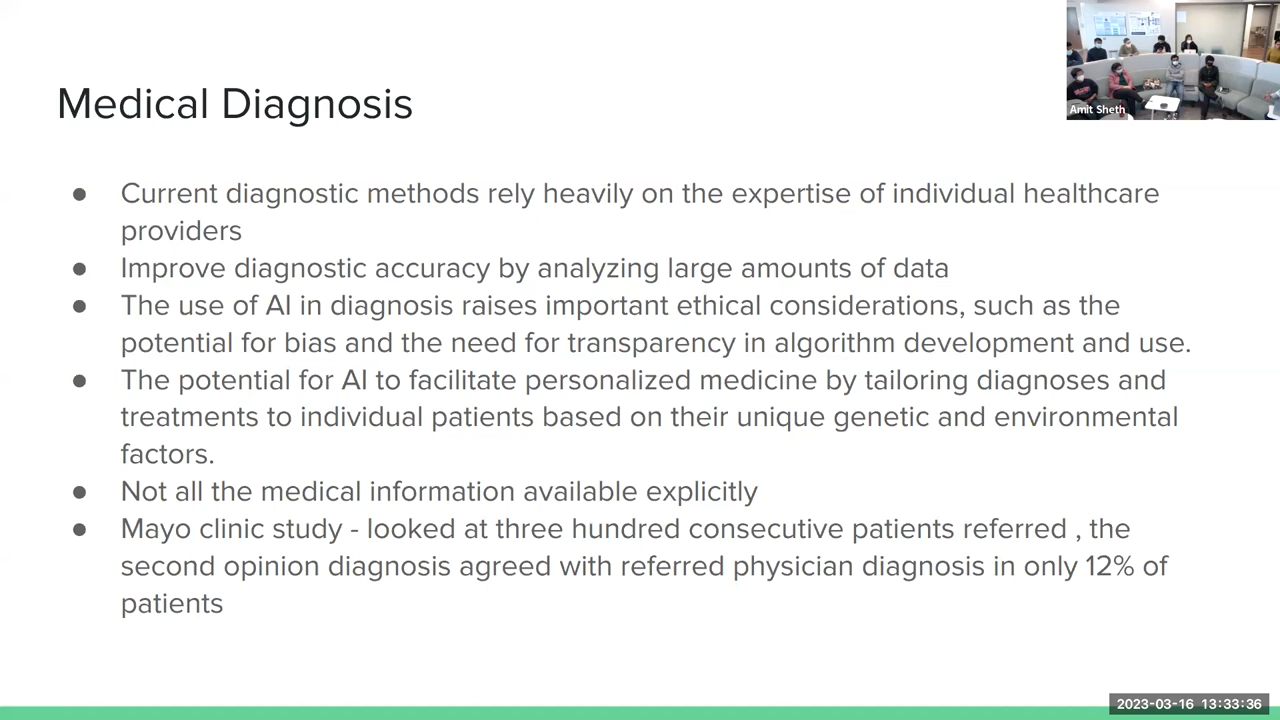 Medical Diagnosis
Amit Sheth
● Current diagnostic methods rely heavily on the expertise of individual healthcare
providers
● Improve diagnostic accuracy by analyzing large amounts of data
● The use of AI in diagnosis raises important ethical considerations, such as the
potential for bias and the need for transparency in algorithm development and use.
● The potential for AI to facilitate personalized medicine by tailoring diagnoses and
treatments to individual patients based on their unique genetic and environmental
factors.
● Not all the medical information available explicitly
● Mayo clinic study - looked at three hundred consecutive patients referred , the
second opinion diagnosis agreed with referred physician diagnosis in only 12% of
patients
2023-03-16 13:33:36